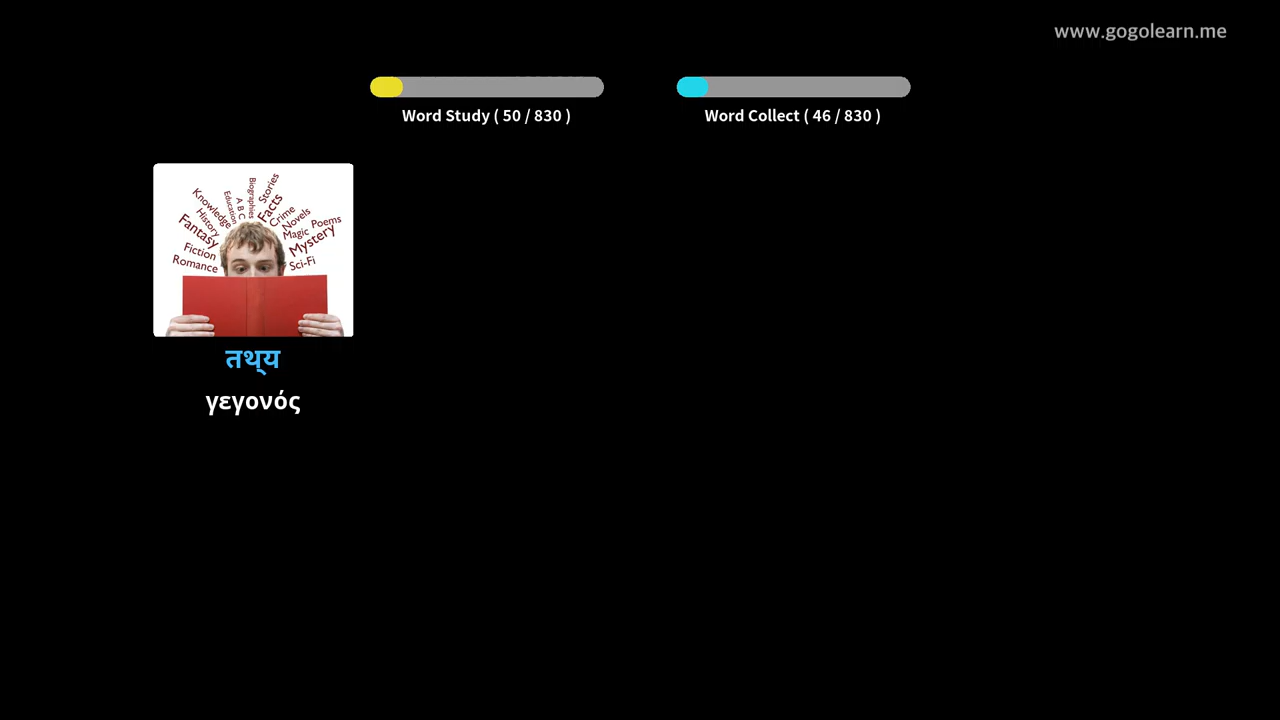 www.gogolearn.me
Word Study ( 50 / 830 )
Word Collect ( 46 / 830 )
Biographies
Stories
Knowledge
Education
A B C
Facts
History
Crime
Novels
Fantasy
Magic
Poems
Fiction
Mystery
Romance
Sci-Fi
तथ्य
γεγονός